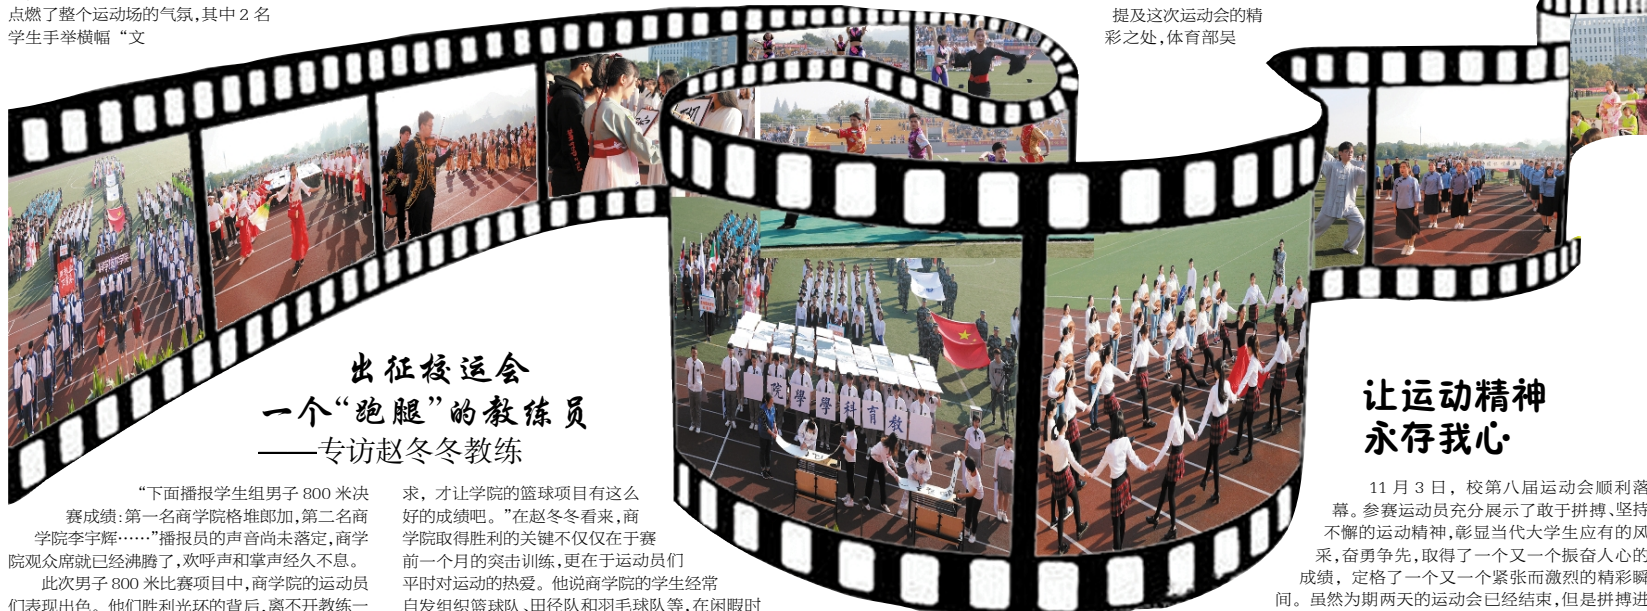 点燃了整个运动场的气氛,其中 2 名
学生手举横幅“文
提及这次运动会的精
彩之处,体育部吴
院學學科育教
出征校运会
一个“跑腿”的教练员
——专访赵冬冬教练
“下面播报学生组男子 800 米决
赛成绩:第一名商学院格堆郎加,第二名商
学院李宇辉……”播报员的声音尚未落定,商学
院观众席就已经沸腾了,欢呼声和掌声经久不息。
此次男子 800 米比赛项目中,商学院的运动员
们表现出色。他们胜利光环的背后,离不开教练一
求，才让学院的篮球项目有这么
好的成绩吧。”在赵冬冬看来,商
学院取得胜利的关键不仅仅在于赛
前一个月的突击训练,更在于运动员们
平时对运动的热爱。他说商学院的学生经常
自发组织篮球队、田径队和羽毛球队等,在闲暇时
让运动精神
永存我心
11 月 3 日，校第八届运动会顺利落
幕。参赛运动员充分展示了敢于拼搏、坚持
不懈的运动精神,彰显当代大学生应有的风
采,奋勇争先,取得了一个又一个振奋人心的
成绩，定格了一个又一个紧张而激烈的精彩瞬
间。虽然为期两天的运动会已经结束,但是拼搏进